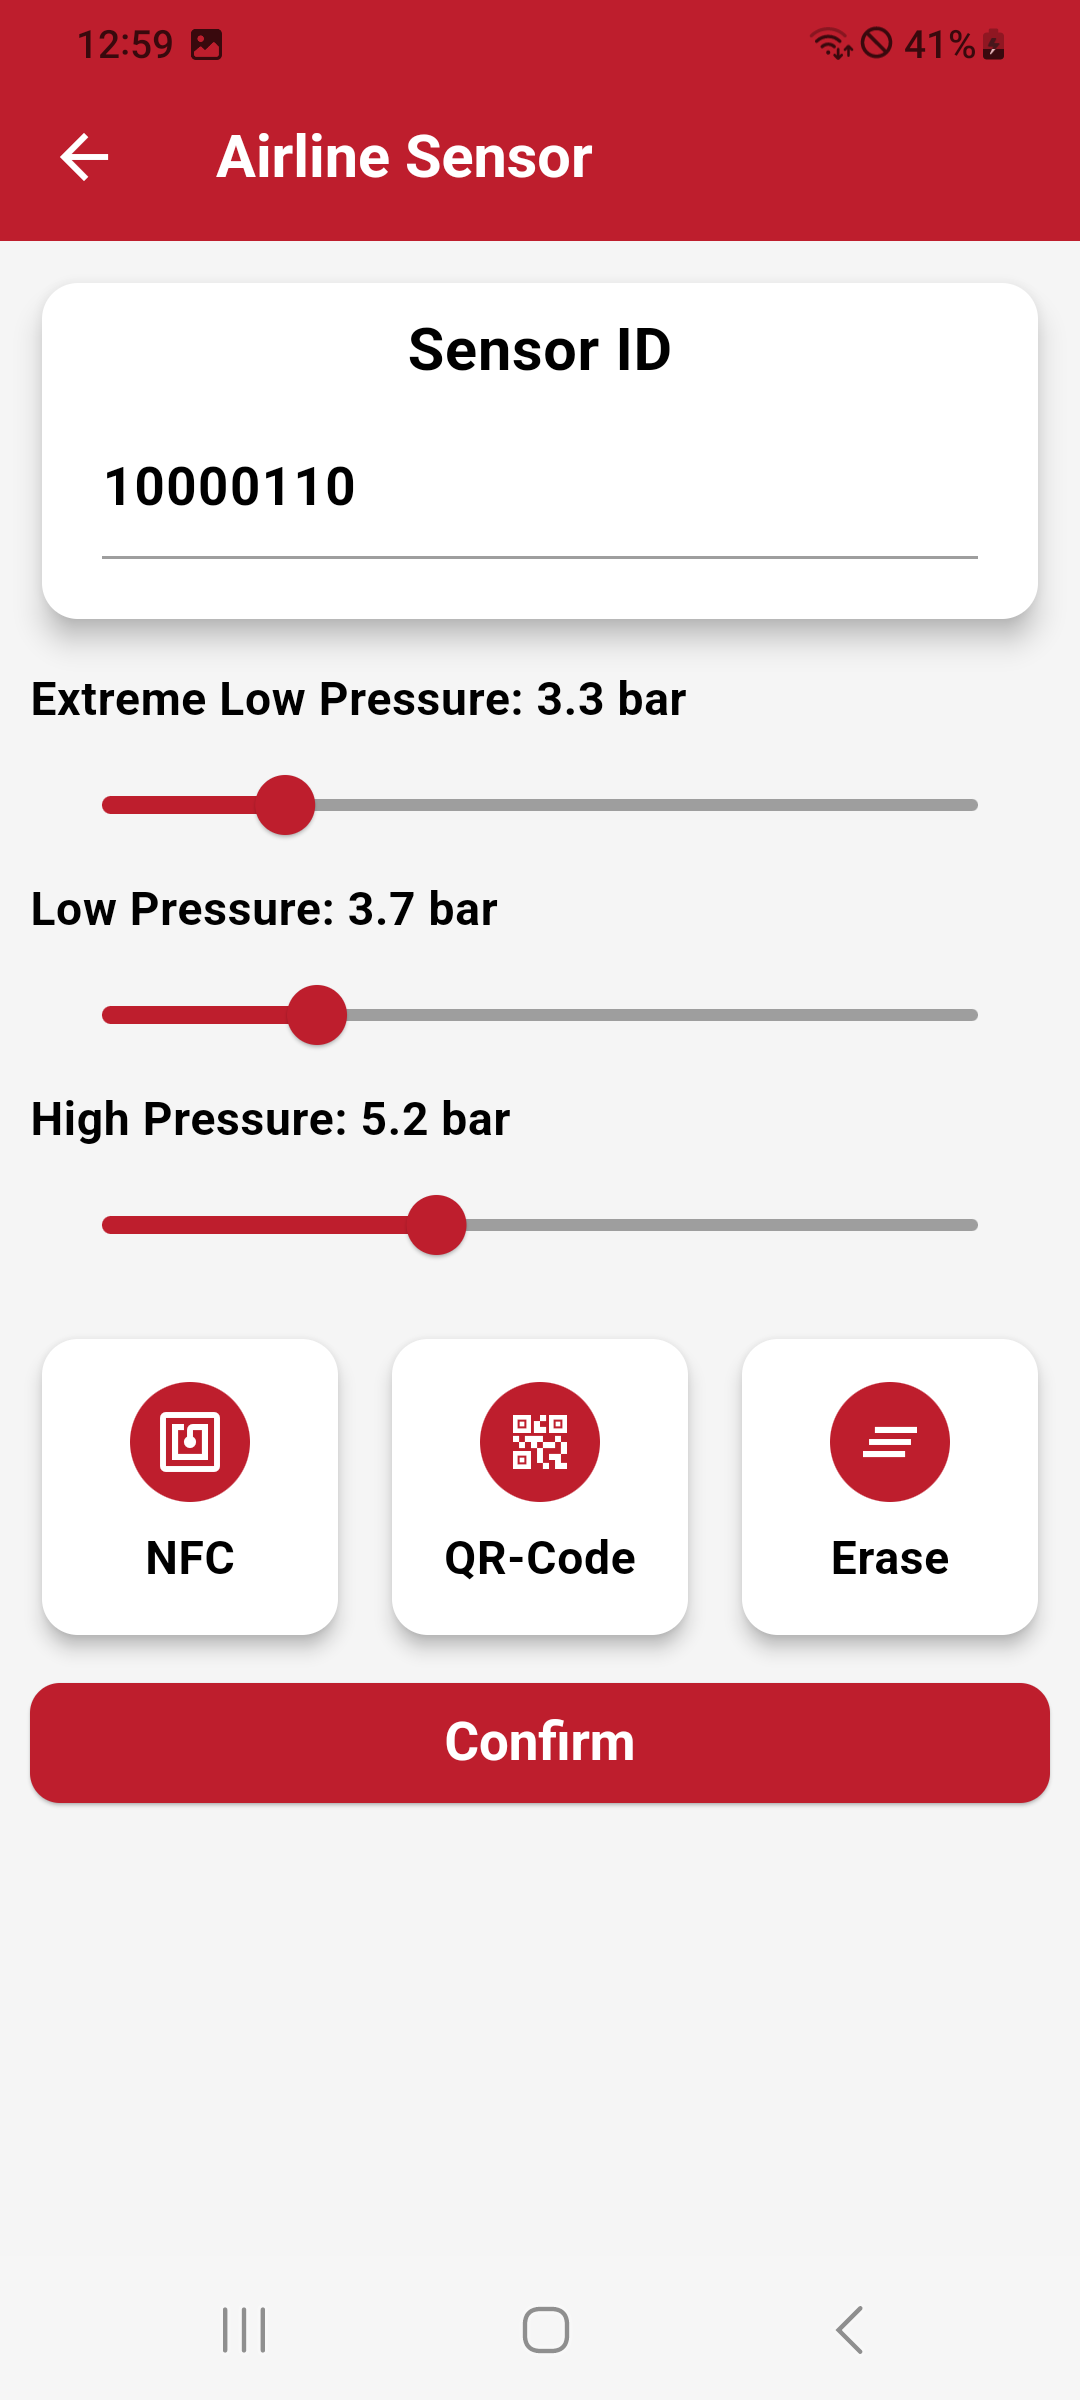 12:59
41%
Airline Sensor
Sensor ID
10000110
Extreme Low Pressure: 3.3 bar
Low Pressure: 3.7 bar
High Pressure: 5.2 bar
NFC
QR-Code
Erase
Confirm